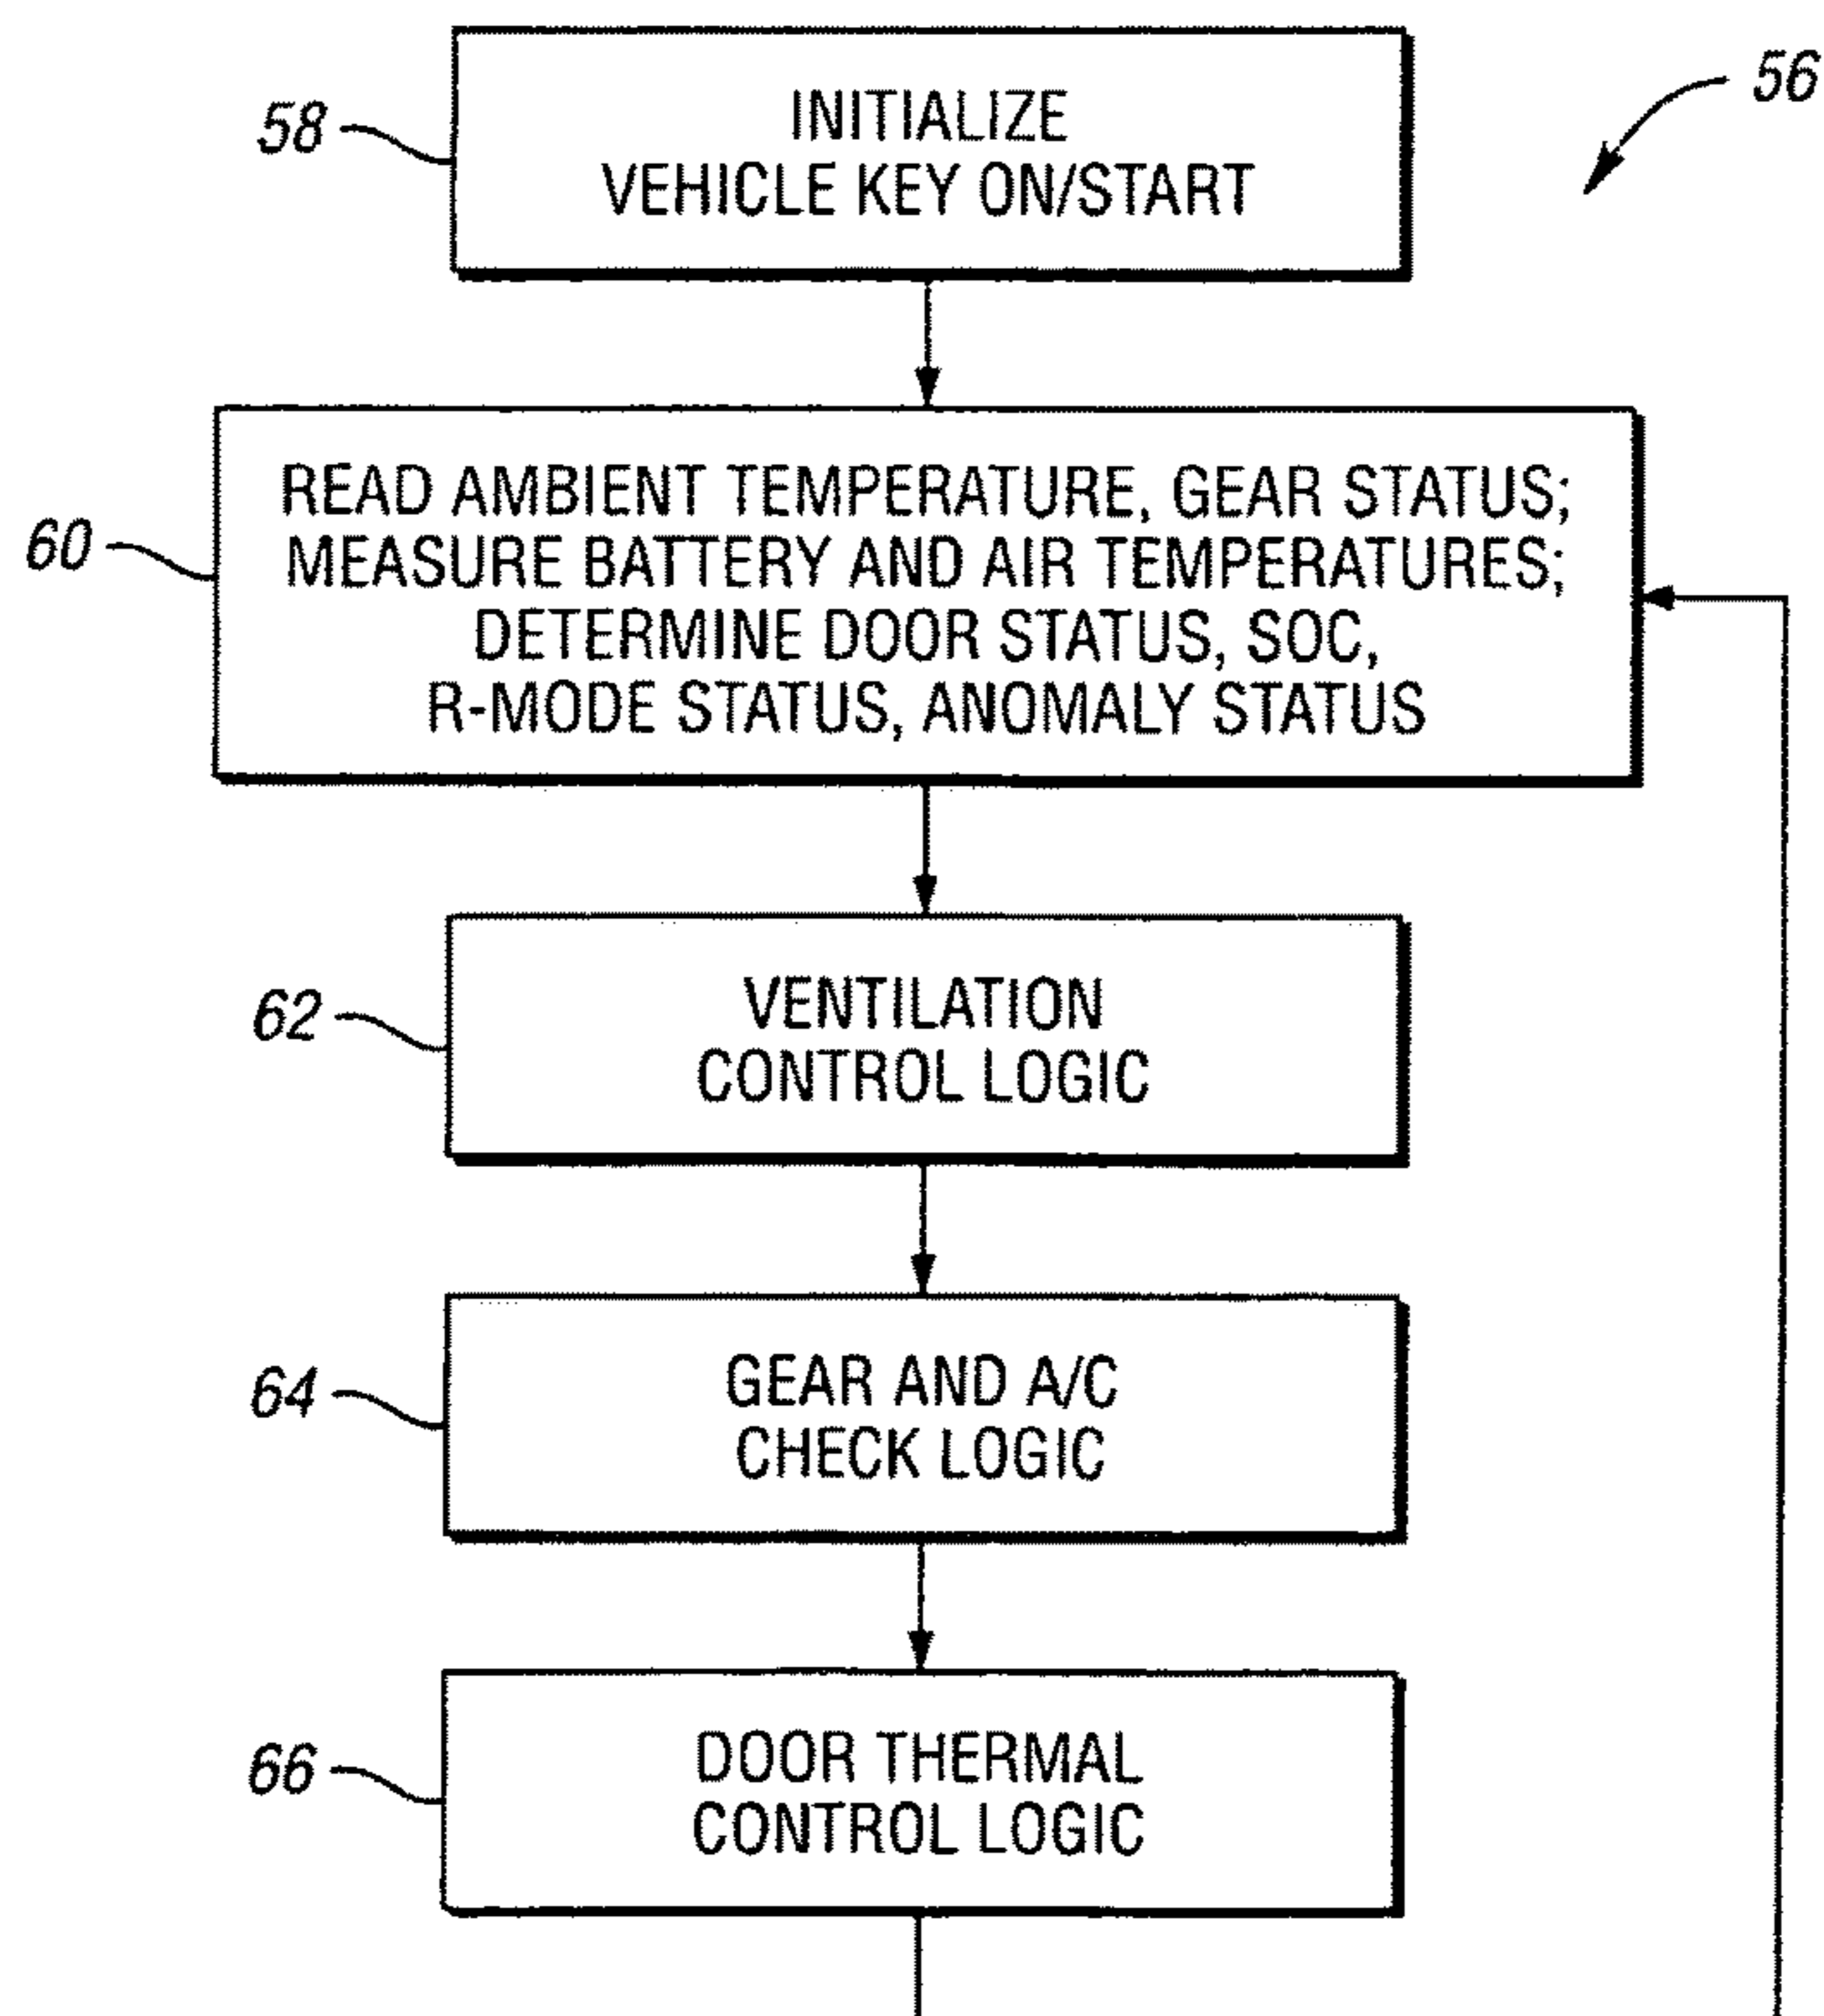 56
58
INITIALIZE
VEHICLE KEY ON/START
60
READ AMBIENT TEMPERATURE, GEAR STATUS;
MEASURE BATTERY AND AIR TEMPERATURES;
DETERMINE DOOR STATUS, SOC,
R-MODE STATUS, ANOMALY STATUS
62
VENTILATION
CONTROL LOGIC
64
GEAR AND A/C
CHECK LOGIC
66
DOOR THERMAL
CONTROL LOGIC